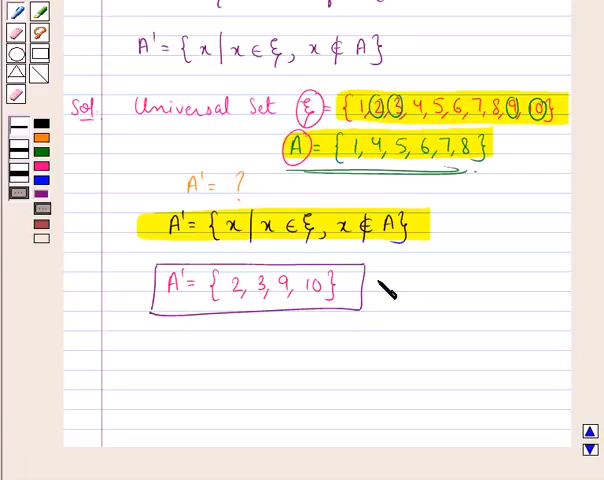 A' = { x | x ∈ ξ, x ∉ A }
Sol. Universal Set ξ = { 1, 2, 3, 4, 5, 6, 7, 8, 9, 10 }
A = { 1, 4, 5, 6, 7, 8 }
A' = ?
A' = { x | x ∈ ξ, x ∉ A }
A' = { 2, 3, 9, 10 }